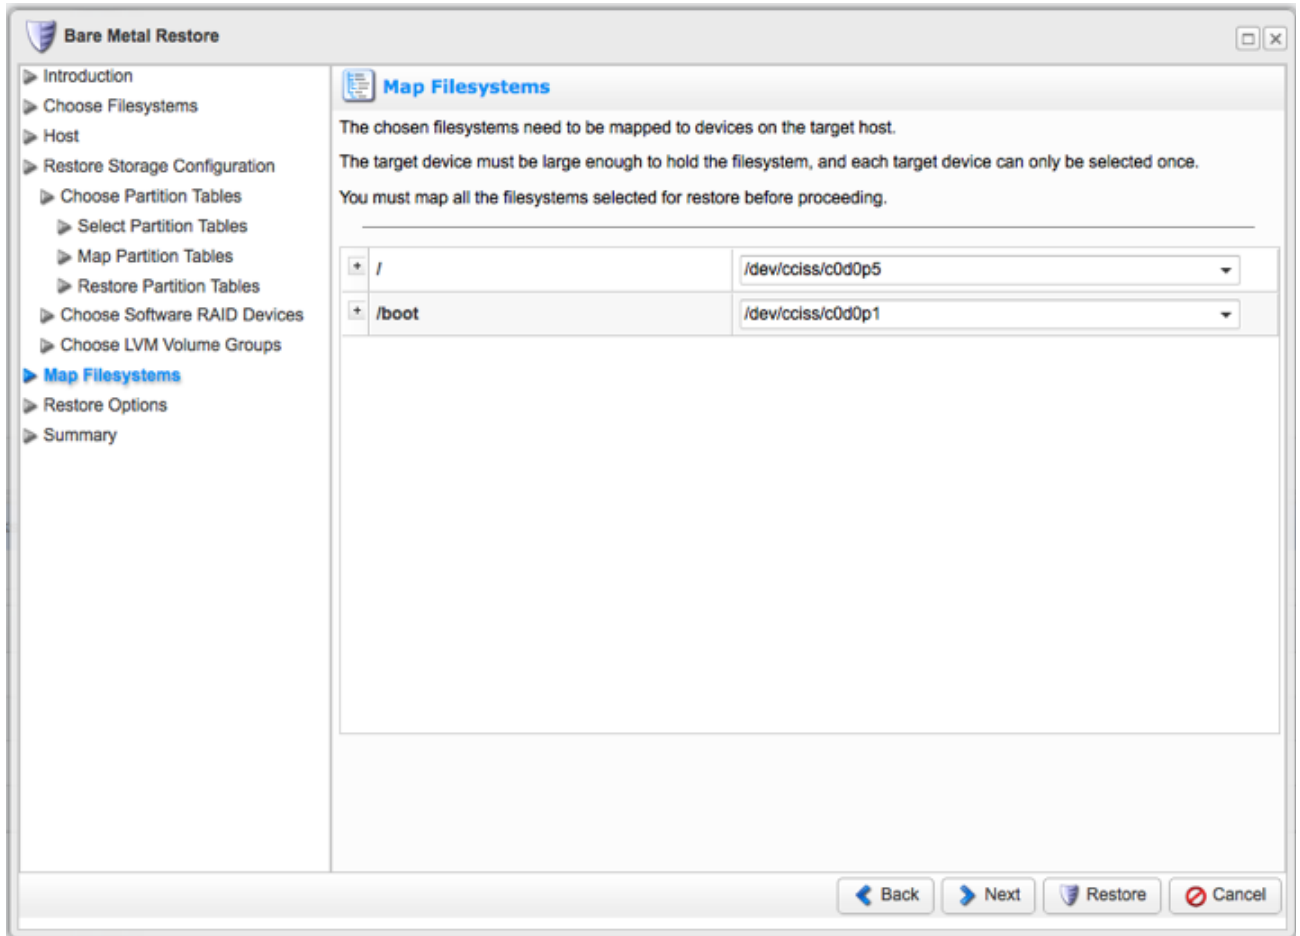 Bare Metal Restore
Introduction
Choose Filesystems
Host
Restore Storage Configuration
Choose Partition Tables
Select Partition Tables
Map Partition Tables
Restore Partition Tables
Choose Software RAID Devices
Choose LVM Volume Groups
Map Filesystems
Restore Options
Summary
Map Filesystems
The chosen filesystems need to be mapped to devices on the target host.
The target device must be large enough to hold the filesystem, and each target device can only be selected once.
You must map all the filesystems selected for restore before proceeding.
+ / /dev/cciss/c0d0p5
+ /boot /dev/cciss/c0d0p1
Back Next Restore Cancel